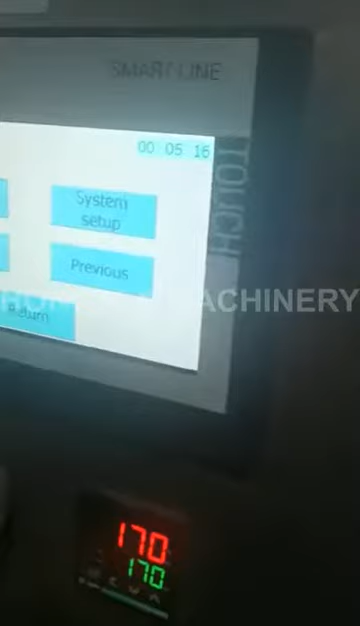 SMART LINE
TOUCH
00 05 16
System
setup
Previous
Return
MACHINERY
170
170